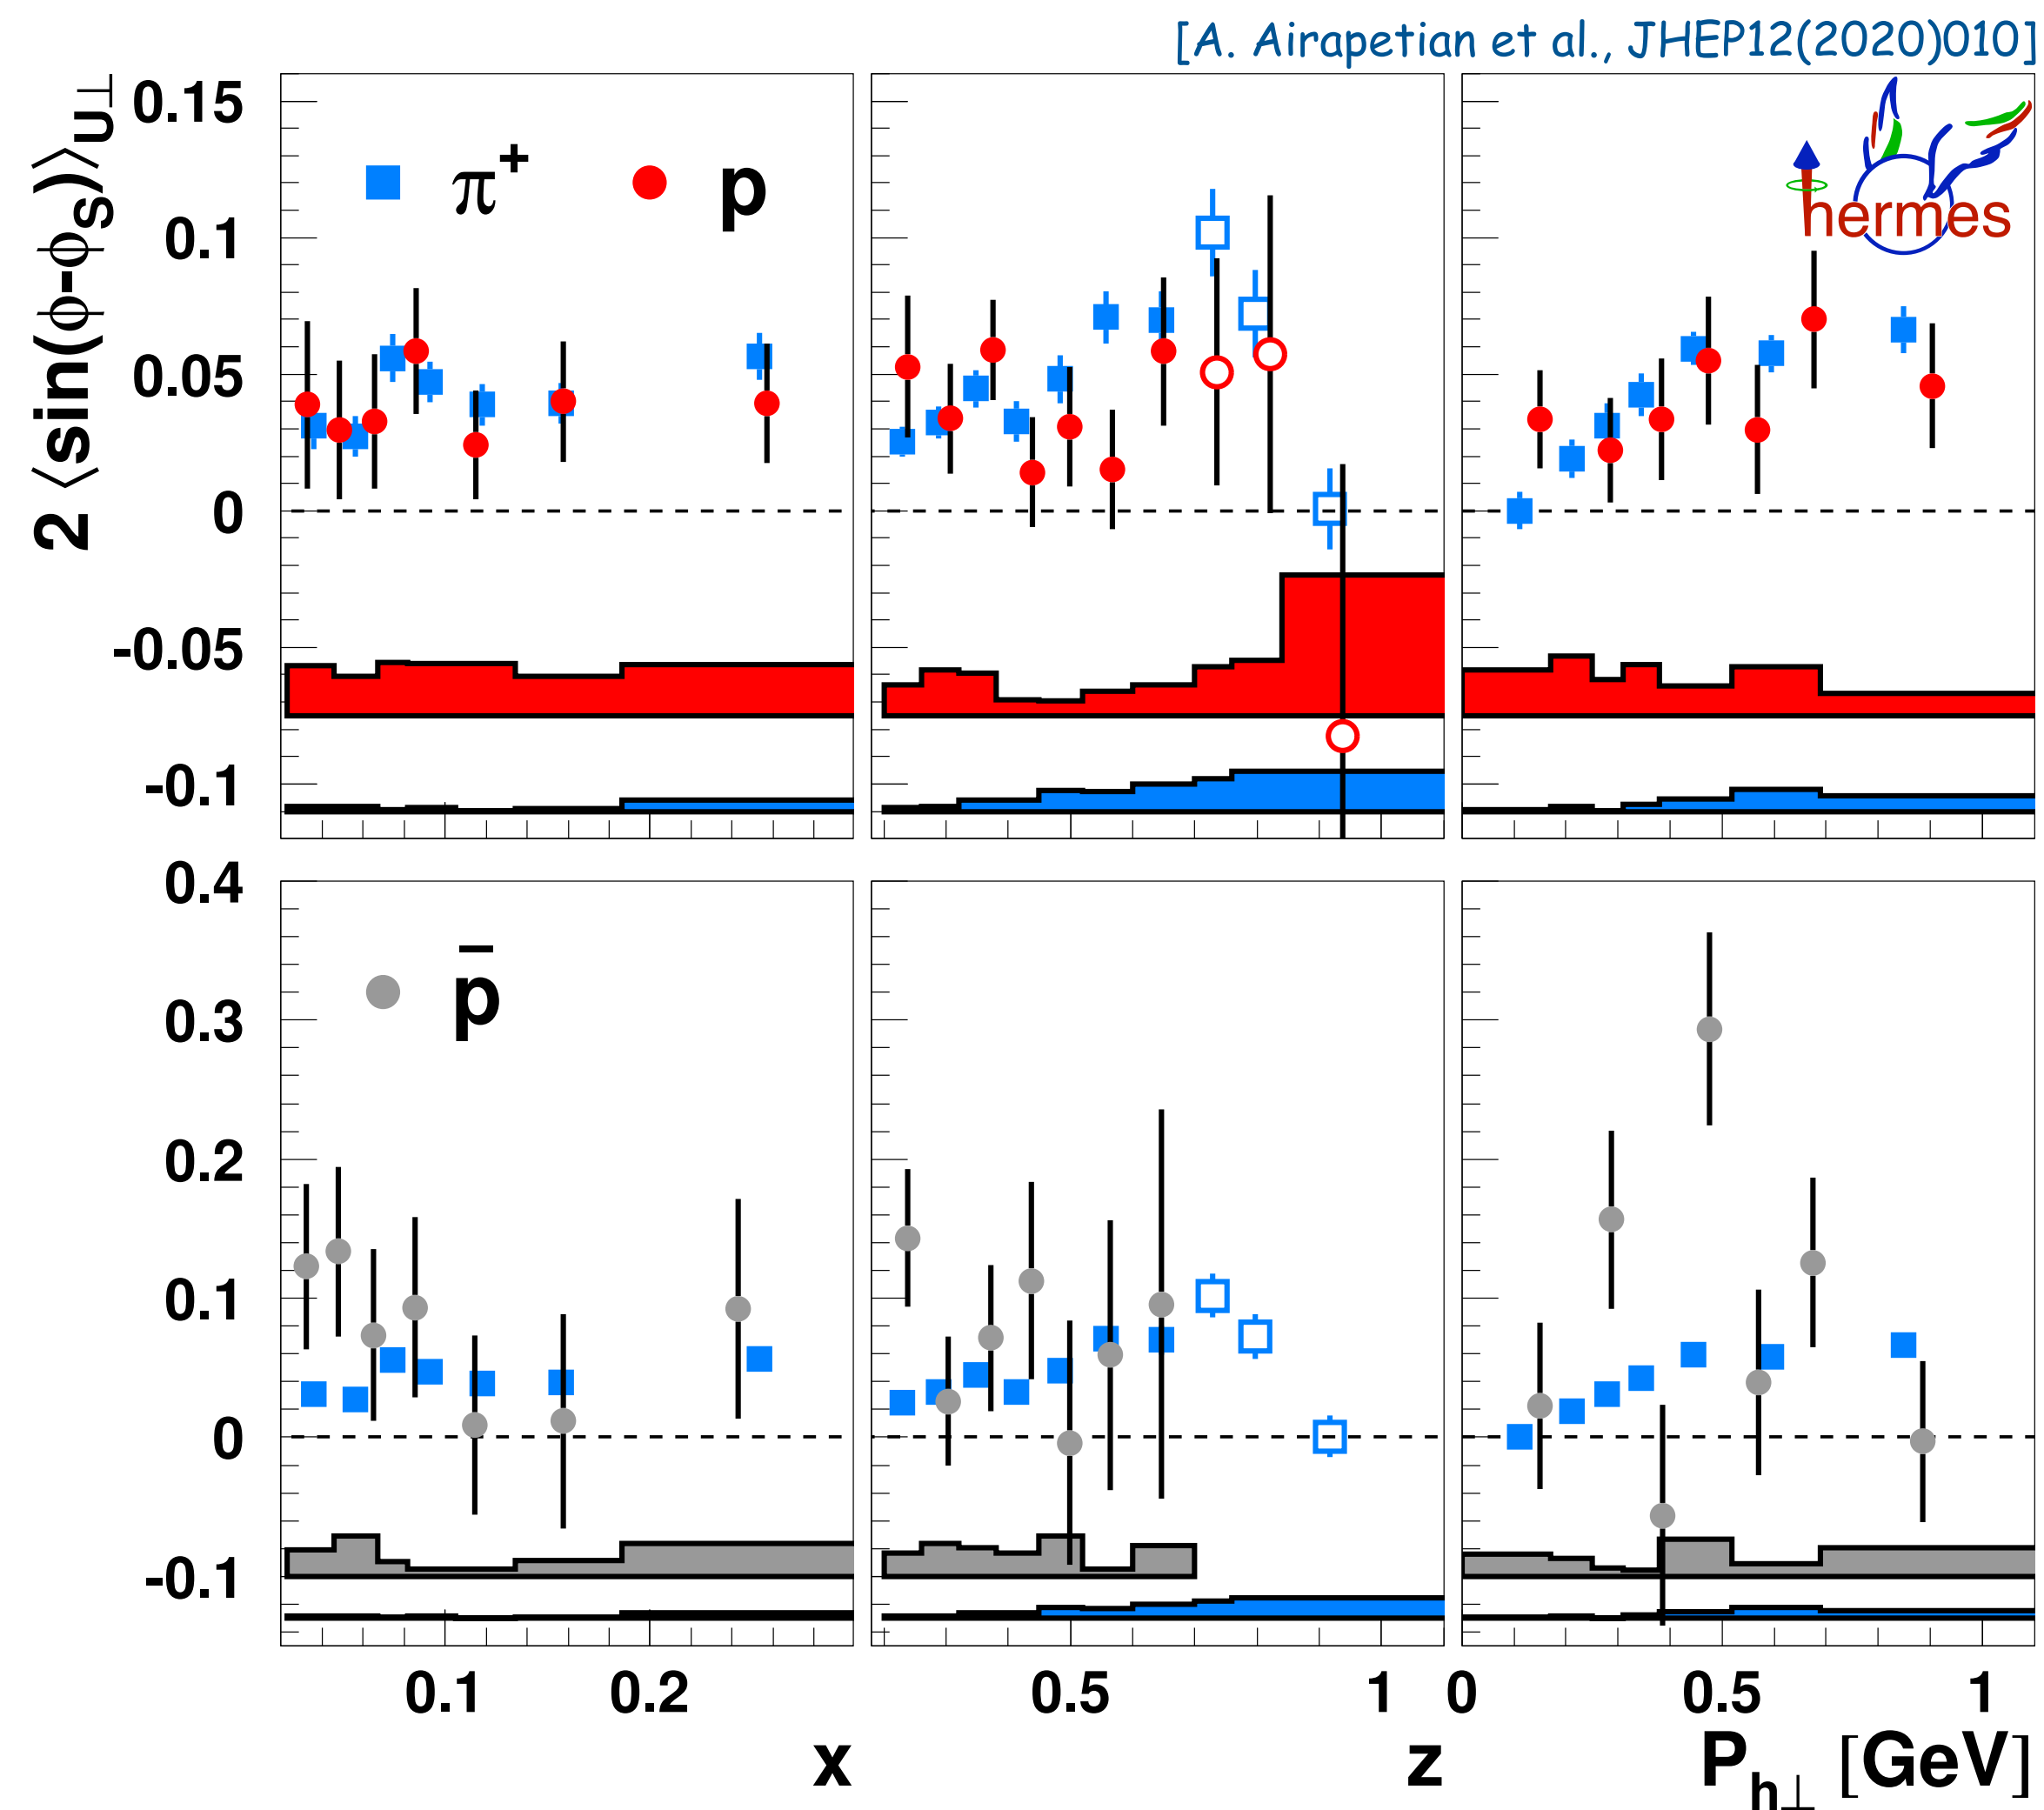 [A. Airapetian et al., JHEP12(2020)010]
2 ⟨sin(ϕ-ϕS)⟩U⊥
0.15
0.1
0.05
0
-0.05
-0.1
π+ p
hermes
0.4
0.3
0.2
0.1
0
-0.1
p̄
0.1 0.2 0.5 1 0 0.5 1
x z Ph⊥ [GeV]